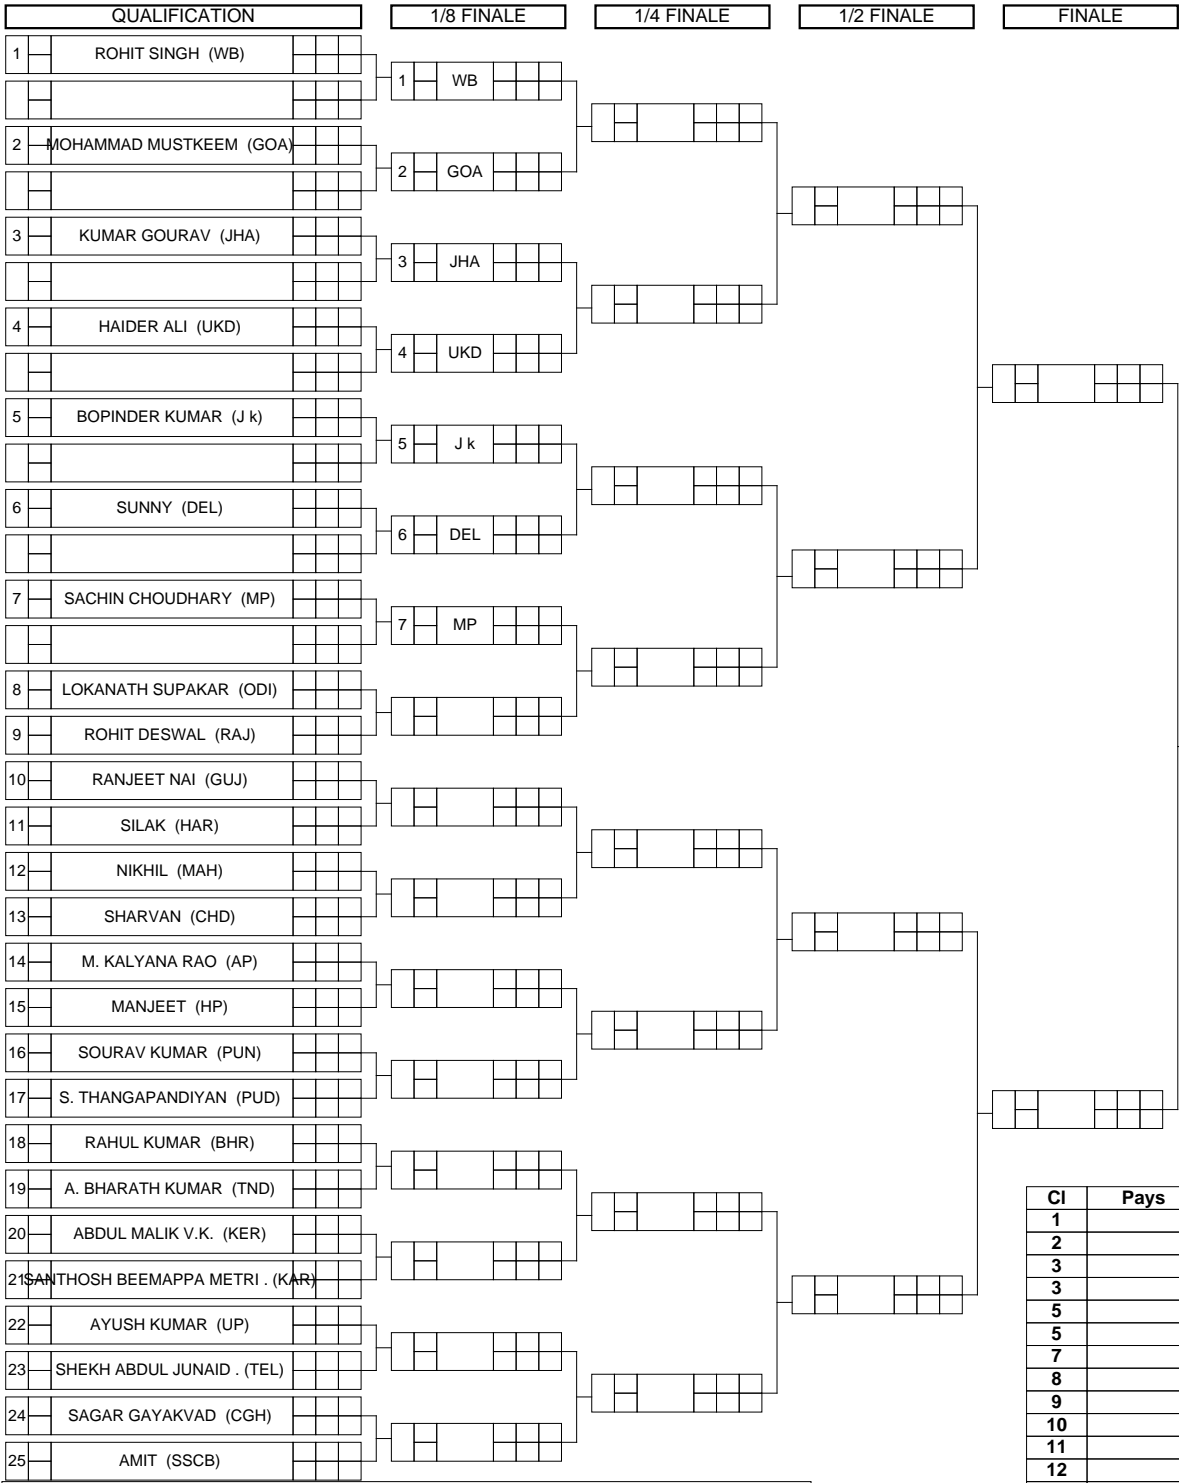 QUALIFICATION 1/8 FINALE 1/4 FINALE 1/2 FINALE FINALE
1 ROHIT SINGH (WB)
1 WB
2 MOHAMMAD MUSTKEEM (GOA)
2 GOA
3 KUMAR GOURAV (JHA)
3 JHA
4 HAIDER ALI (UKD)
4 UKD
5 BOPINDER KUMAR (J k)
5 J k
6 SUNNY (DEL)
6 DEL
7 SACHIN CHOUDHARY (MP)
7 MP
8 LOKANATH SUPAKAR (ODI)
9 ROHIT DESWAL (RAJ)
10 RANJEET NAI (GUJ)
11 SILAK (HAR)
12 NIKHIL (MAH)
13 SHARVAN (CHD)
14 M. KALYANA RAO (AP)
15 MANJEET (HP)
16 SOURAV KUMAR (PUN)
17 S. THANGAPANDIYAN (PUD)
18 RAHUL KUMAR (BHR)
19 A. BHARATH KUMAR (TND)
20 ABDUL MALIK V.K. (KER)
21 SANTHOSH BEEMAPPA METRI . (KAR)
22 AYUSH KUMAR (UP)
23 SHEKH ABDUL JUNAID . (TEL)
24 SAGAR GAYAKVAD (CGH)
25 AMIT (SSCB)
Cl Pays
1
2
3
3
5
5
7
8
9
10
11
12